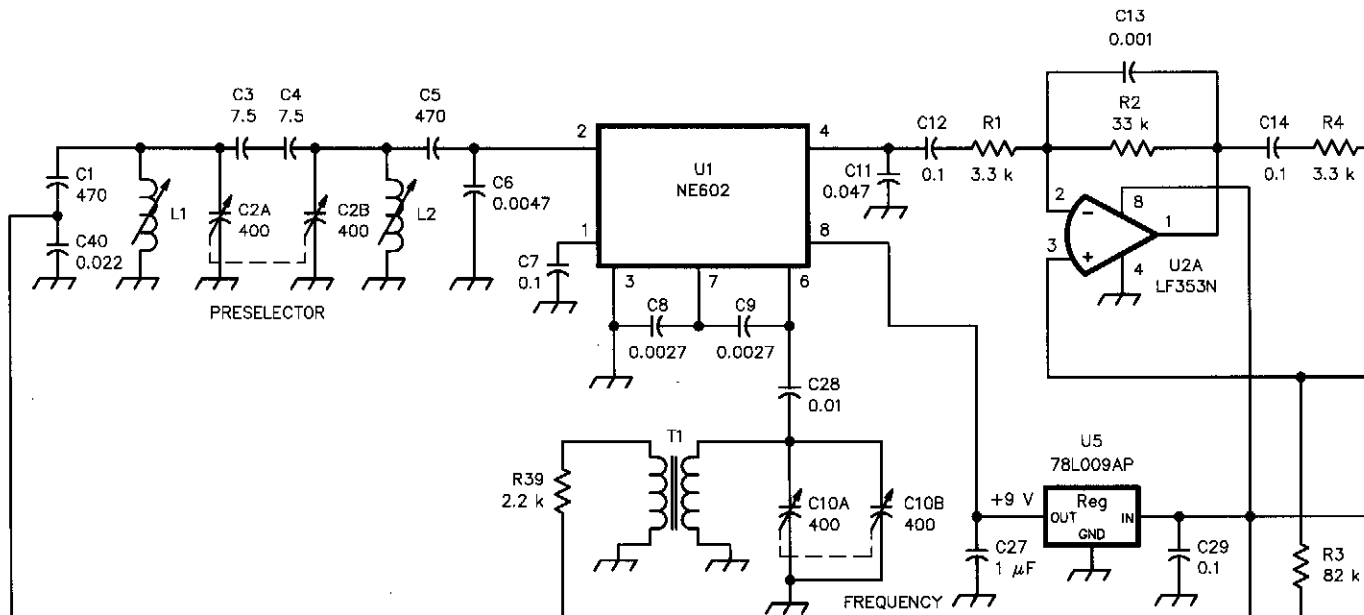 C13
0.001
C3
7.5
C4
7.5
C5
470
R2
33 k
2
4
C12
0.1
R1
3.3 k
C14
0.1
R4
3.3 k
U1
NE602
C1
470
L1
C2A
400
C2B
400
L2
C6
0.0047
C11
0.047
2
−
8
1
3
+
4
U2A
LF353N
C40
0.022
1
8
C7
0.1
3
7
6
PRESELECTOR
C8
0.0027
C9
0.0027
C28
0.01
T1
R39
2.2 k
C10A
400
C10B
400
U5
78L009AP
+9 V
Reg
OUT
IN
GND
C27
1 μF
C29
0.1
R3
82 k
FREQUENCY